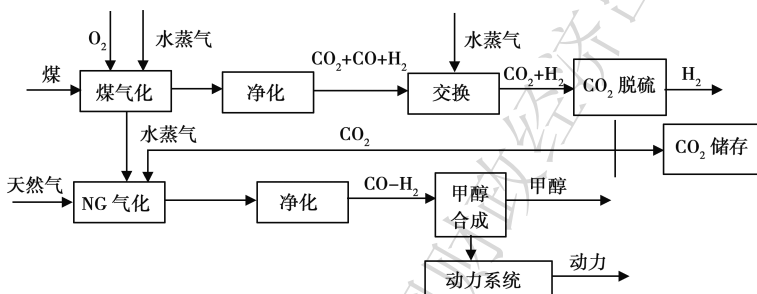 O₂
水蒸气
水蒸气
煤
煤气化
净化
CO₂+CO+H₂
交换
CO₂+H₂
CO₂ 脱硫
H₂
水蒸气
CO₂
CO₂ 储存
天然气
NG 气化
净化
CO-H₂
甲醇
合成
甲醇
动力系统
动力